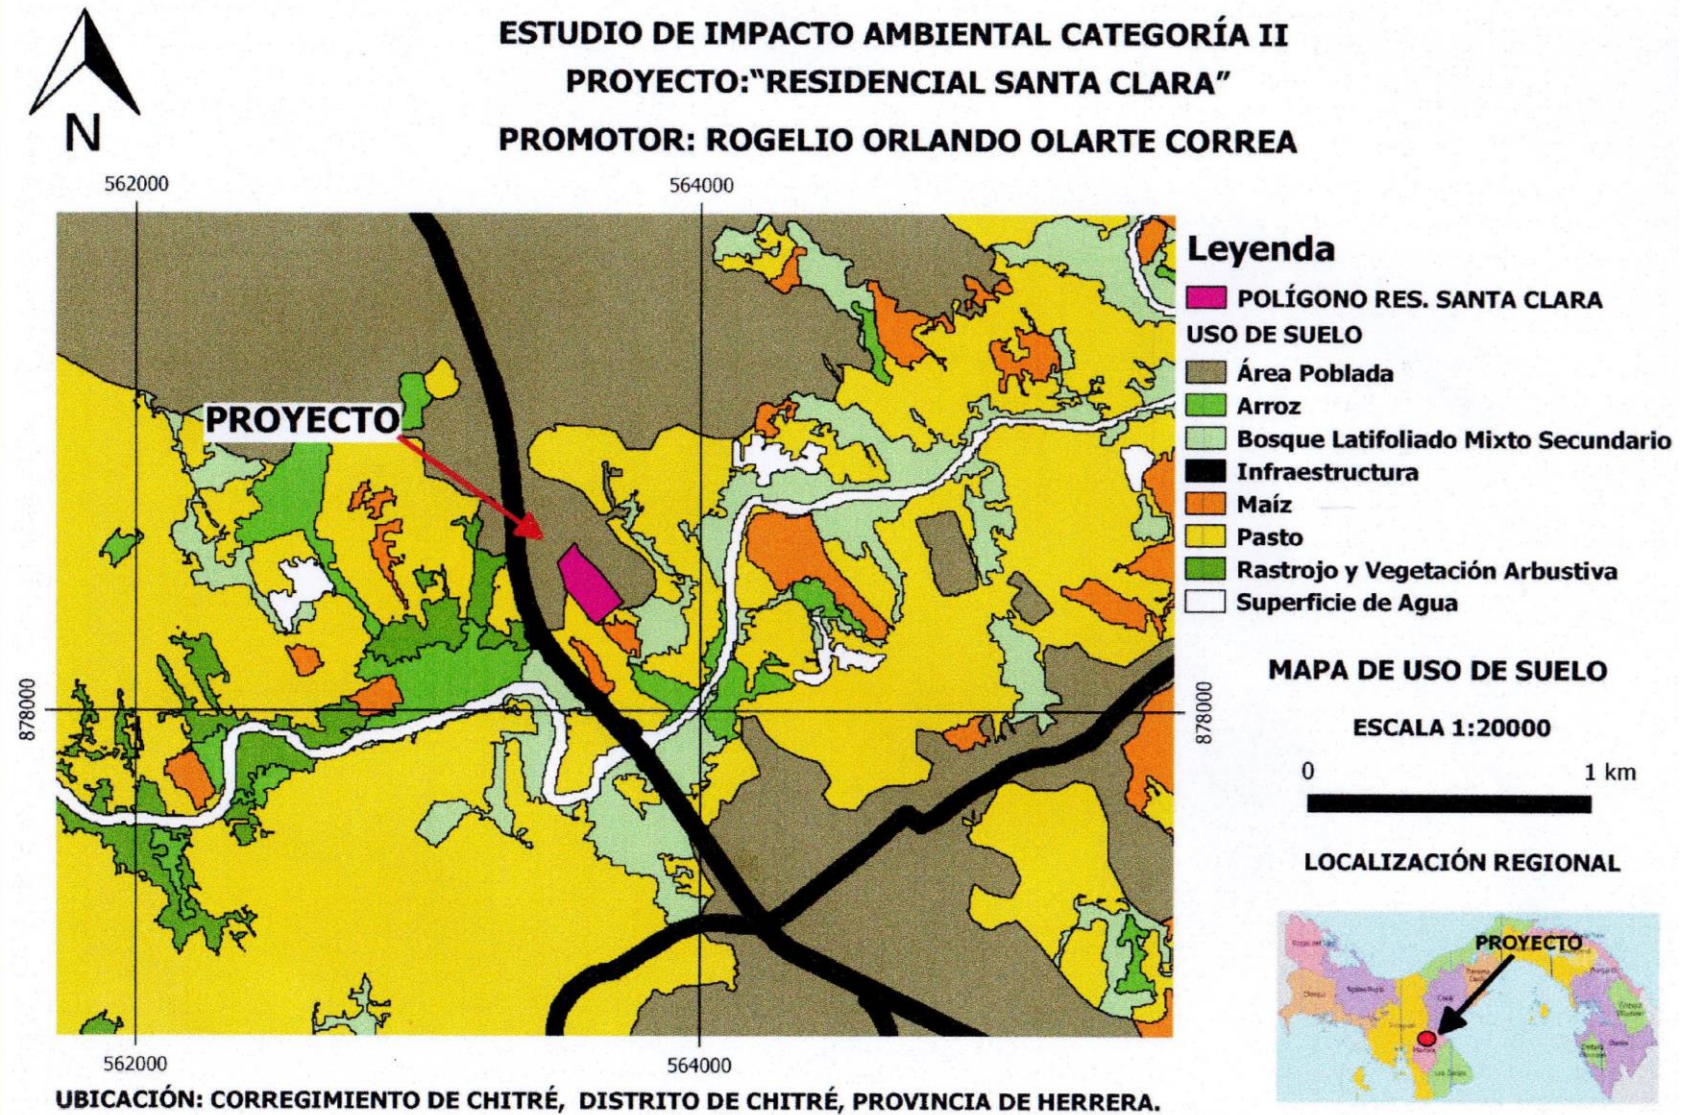 ESTUDIO DE IMPACTO AMBIENTAL CATEGORÍA II
PROYECTO:“RESIDENCIAL SANTA CLARA”
PROMOTOR: ROGELIO ORLANDO OLARTE CORREA
N
562000
564000
PROYECTO
878000
878000
562000
564000
Leyenda
POLÍGONO RES. SANTA CLARA
USO DE SUELO
Área Poblada
Arroz
Bosque Latifoliado Mixto Secundario
Infraestructura
Maíz
Pasto
Rastrojo y Vegetación Arbustiva
Superficie de Agua
MAPA DE USO DE SUELO
ESCALA 1:20000
0 1 km
LOCALIZACIÓN REGIONAL
PROYECTO
UBICACIÓN: CORREGIMIENTO DE CHITRÉ, DISTRITO DE CHITRÉ, PROVINCIA DE HERRERA.